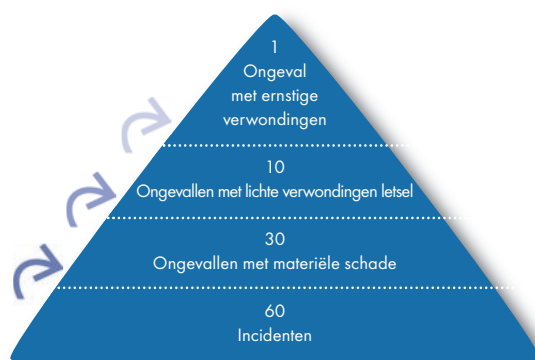 1
Ongeval
met ernstige
verwondingen
10
Ongevallen met lichte verwondingen letsel
30
Ongevallen met materiële schade
60
Incidenten